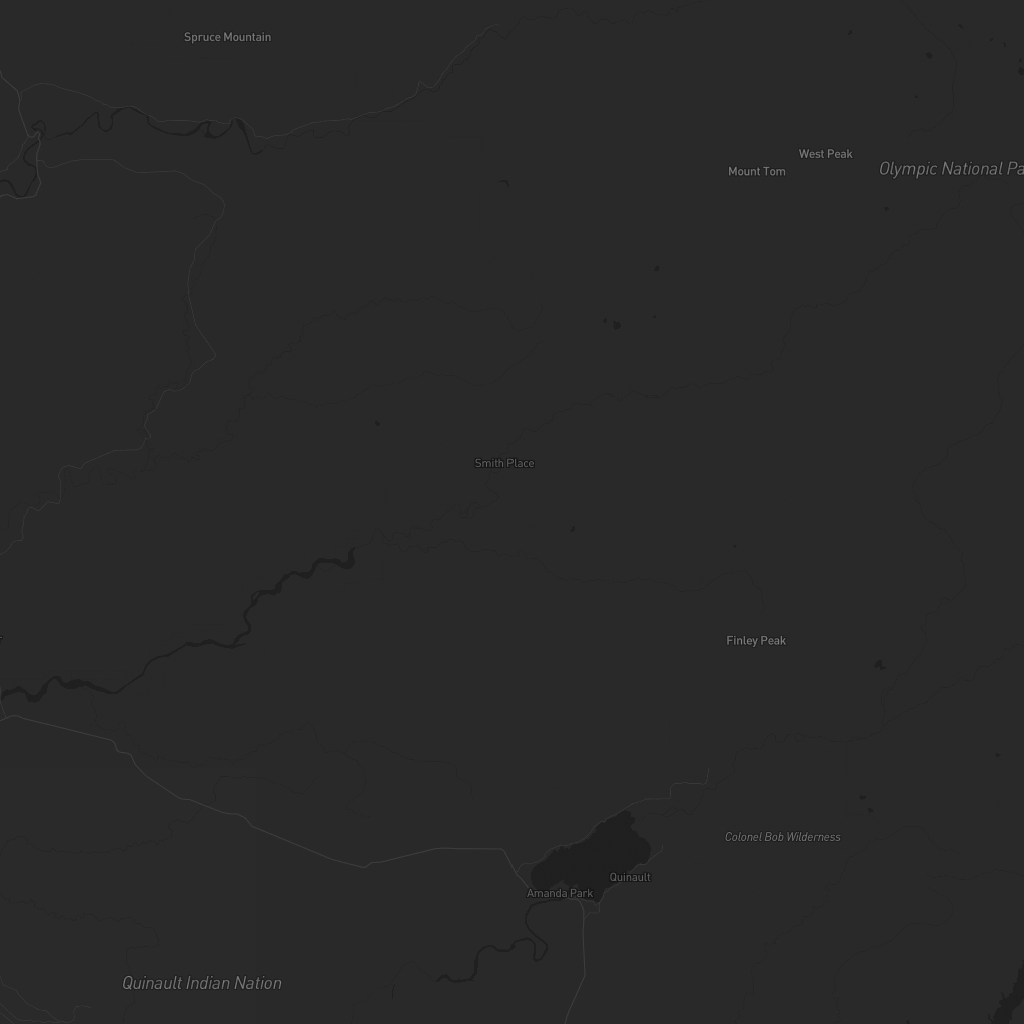 Spruce Mountain
West Peak
Mount Tom
Olympic National Pa
Smith Place
Finley Peak
Colonel Bob Wilderness
Quinault
Amanda Park
Quinault Indian Nation